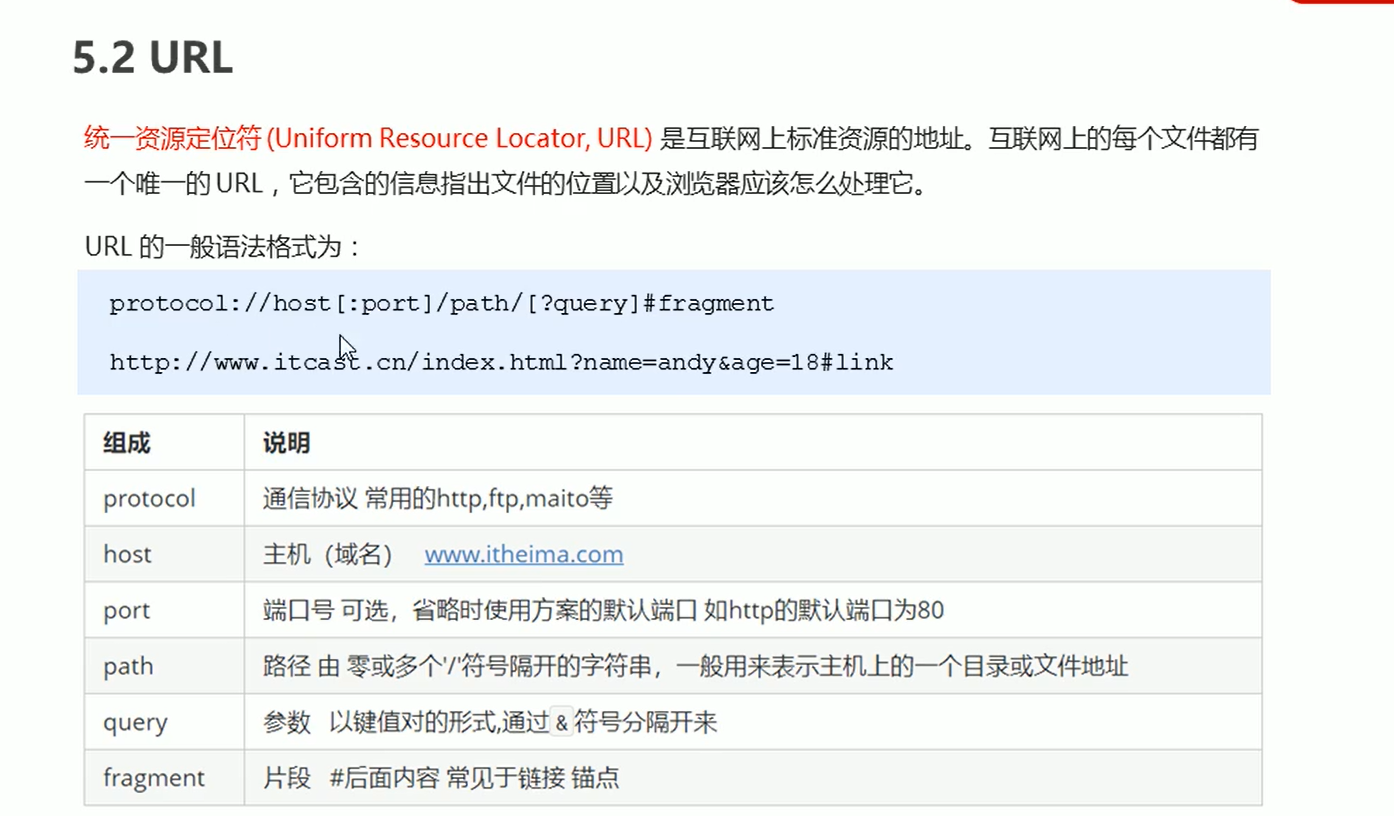 5.2 URL
统一资源定位符 (Uniform Resource Locator, URL) 是互联网上标准资源的地址。互联网上的每个文件都有
一个唯一的 URL，它包含的信息指出文件的位置以及浏览器应该怎么处理它。
URL 的一般语法格式为：
protocol://host[:port]/path/[?query]#fragment
http://www.itcast.cn/index.html?name=andy&age=18#link
组成 说明
protocol 通信协议 常用的http,ftp,maito等
host 主机（域名） www.itheima.com
port 端口号 可选，省略时使用方案的默认端口 如http的默认端口为80
path 路径 由 零或多个'/'符号隔开的字符串，一般用来表示主机上的一个目录或文件地址
query 参数 以键值对的形式,通过&符号分隔开来
fragment 片段 #后面内容 常见于链接 锚点